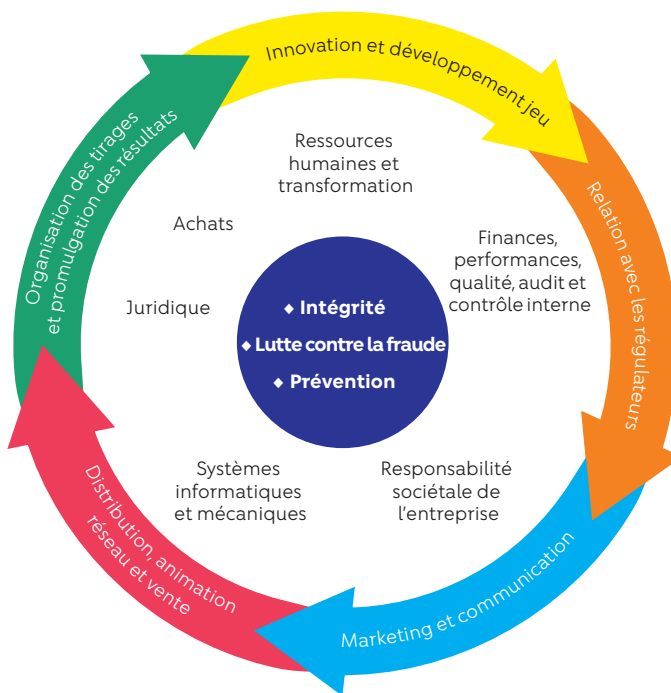 Innovation et développement jeu
Relation avec les régulateurs
Marketing et communication
Distribution, animation
réseau et vente
Organisation des tirages
et promulgation des résultats
Ressources
humaines et
transformation
Achats
Finances,
performances,
qualité, audit et
contrôle interne
Juridique
◆ Intégrité
◆ Lutte contre la fraude
◆ Prévention
Systèmes
informatiques
et mécaniques
Responsabilité
sociétale de
l’entreprise